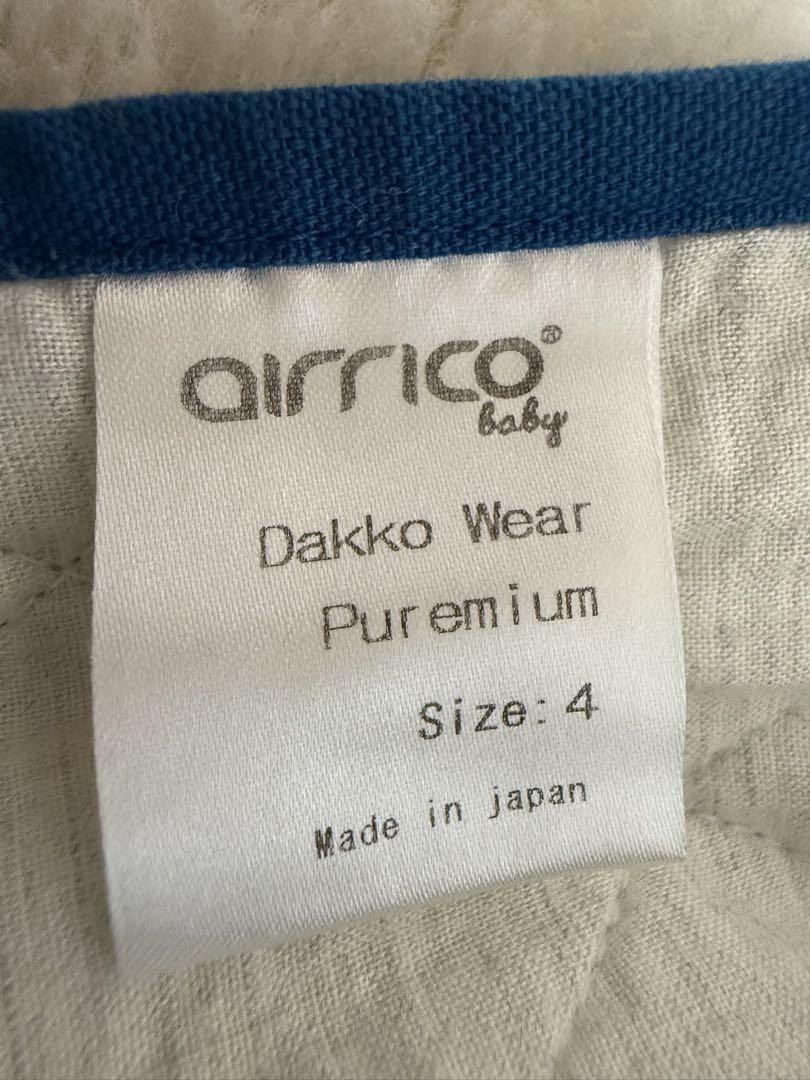 airrico®
baby
Dakko Wear
Puremium
Size: 4
Made in japan